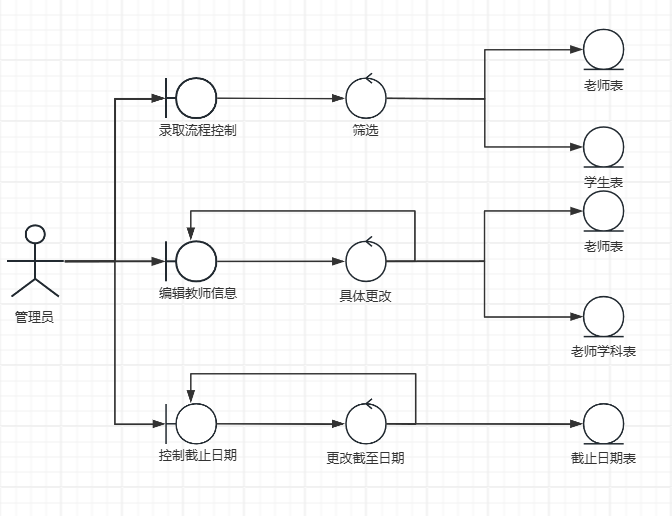 老师表
录取流程控制
筛选
学生表
老师表
编辑教师信息
具体更改
管理员
老师学科表
控制截止日期
更改截至日期
截止日期表